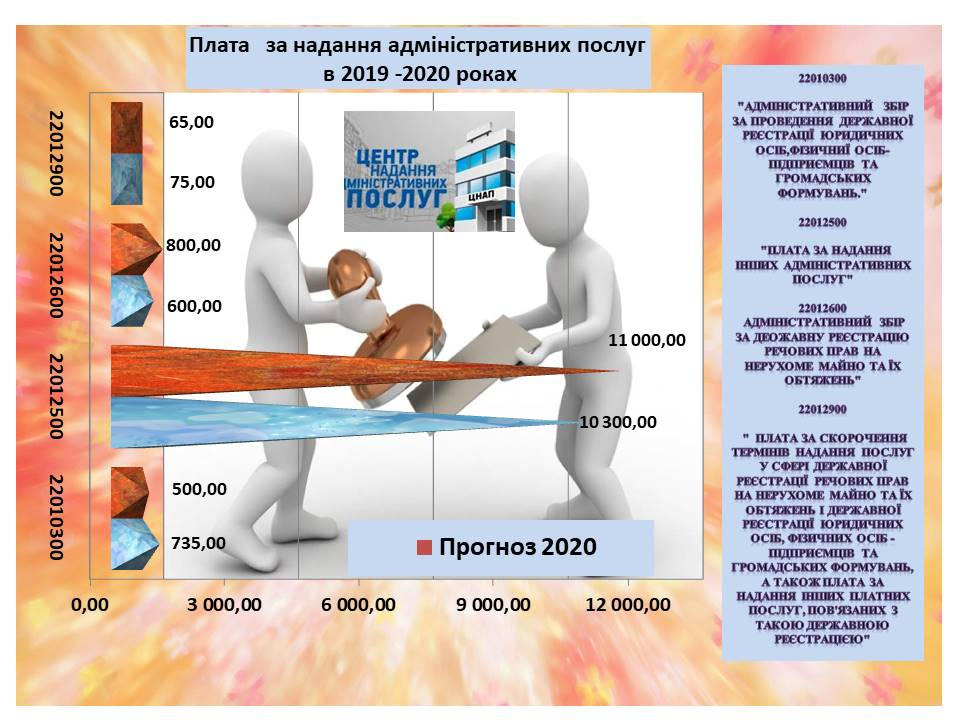 Плата за надання адміністративних послуг
в 2019 -2020 роках
22012900
65,00
75,00
22012600
800,00
600,00
22012500
11 000,00
10 300,00
22010300
500,00
735,00
ЦЕНТР
НАДАННЯ
ДМІНІСТРАТИВНИХ
ПОСЛУГ
ЦНАП
Прогноз 2020
0,00
3 000,00
6 000,00
9 000,00
12 000,00
22010300
"АДМІНІСТРАТИВНИЙ ЗБІР
ЗА ПРОВЕДЕННЯ ДЕРЖАВНОЇ
РЕЄСТРАЦІЇ ЮРИДИЧНИХ
ОСІБ,ФІЗИЧНИЇ ОСІБ-
ПІДПРИЄМЦІВ ТА
ГРОМАДСЬКИХ
ФОРМУВАНЬ."
22012500
"ПЛАТА ЗА НАДАННЯ
ІНШИХ АДМІНІСТРАТИВНИХ
ПОСЛУГ"
22012600
АДМІНІСТРАТИВНИЙ ЗБІР
ЗА ДЕОЖАВНУ РЕЄСТРАЦІЮ
РЕЧОВИХ ПРАВ НА
НЕРУХОМЕ МАЙНО ТА ЇХ
ОБТЯЖЕНЬ"
22012900
" ПЛАТА ЗА СКОРОЧЕННЯ
ТЕРМІНІВ НАДАННЯ ПОСЛУГ
У СФЕРІ ДЕРЖАВНОЇ
РЕЄСТРАЦІЇ РЕЧОВИХ ПРАВ
НА НЕРУХОМЕ МАЙНО ТА ЇХ
ОБТЯЖЕНЬ І ДЕРЖАВНОЇ
РЕЄСТРАЦІЇ ЮРИДИЧНИХ
ОСІБ, ФІЗИЧНИХ ОСІБ -
ПІДПРИЄМЦІВ ТА
ГРОМАДСЬКИХ ФОРМУВАНЬ,
А ТАКОЖ ПЛАТА ЗА
НАДАННЯ ІНШИХ ПЛАТНИХ
ПОСЛУГ, ПОВ'ЯЗАНИХ З
ТАКОЮ ДЕРЖАВНОЮ
РЕЄСТРАЦІЄЮ"